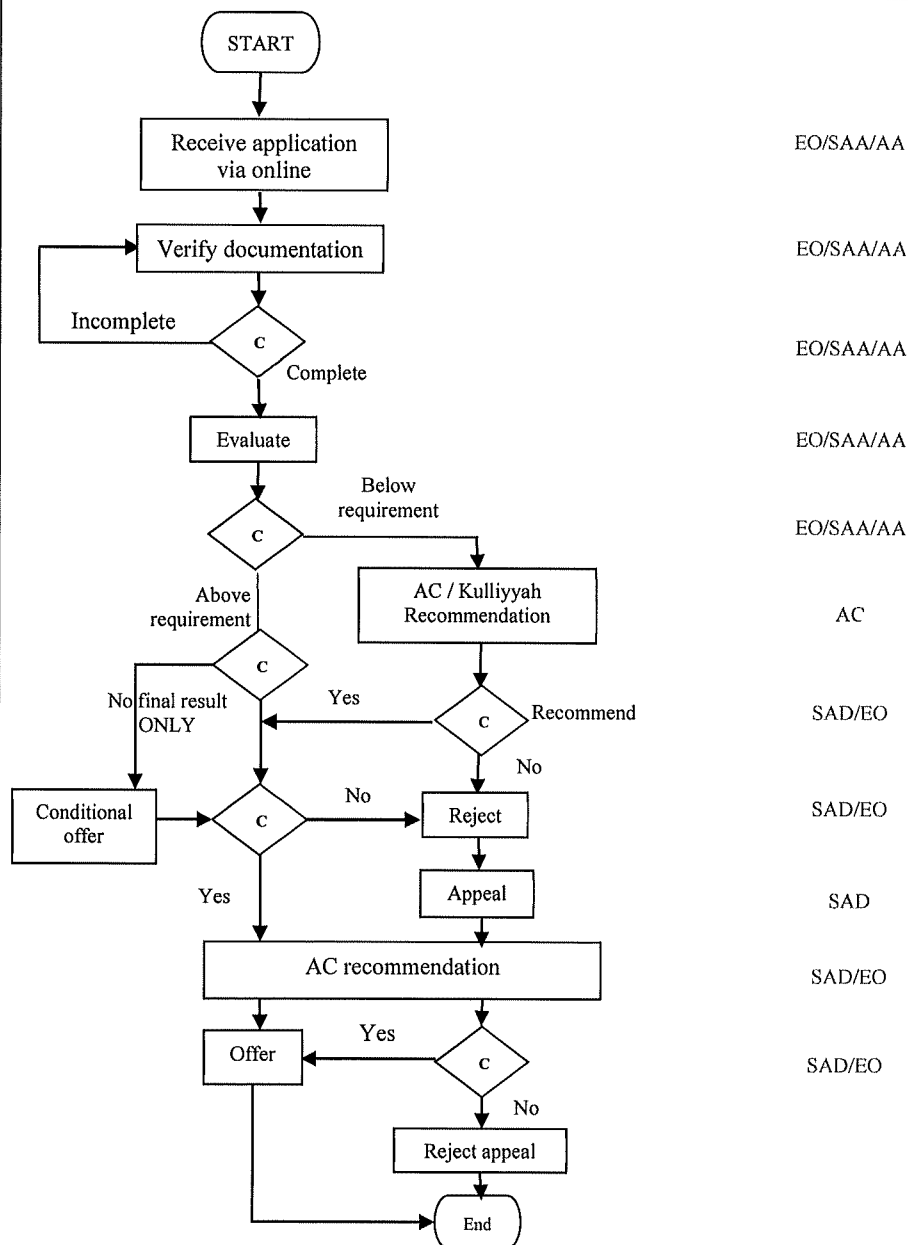 START
Receive application
via online
EO/SAA/AA
Verify documentation
EO/SAA/AA
Incomplete
C
Complete
EO/SAA/AA
Evaluate
EO/SAA/AA
Below
requirement
C
EO/SAA/AA
AC / Kulliyyah
Recommendation
AC
Above
requirement
C
No final result
ONLY
Yes
C
Recommend
SAD/EO
No
Conditional
offer
C
No
Reject
SAD/EO
Yes
Appeal
SAD
AC recommendation
SAD/EO
Offer
Yes
C
SAD/EO
No
Reject appeal
End